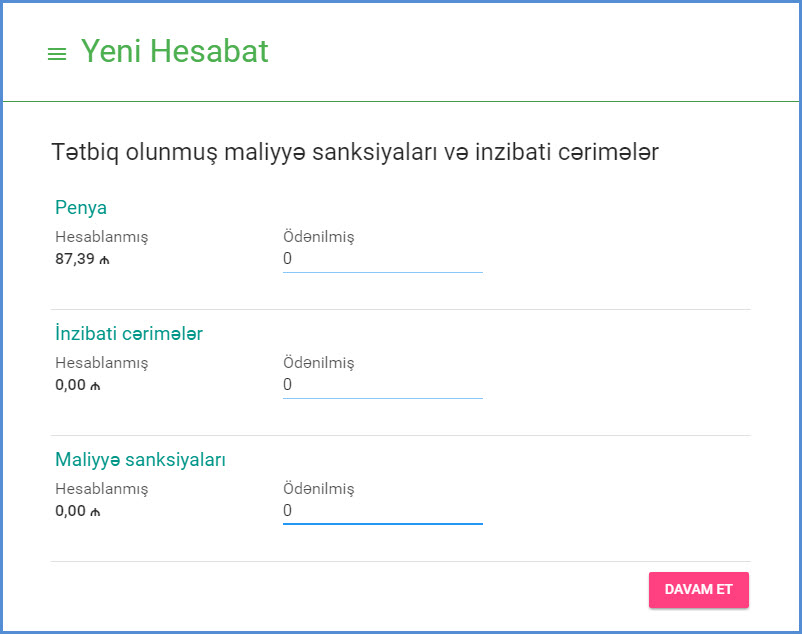 Yeni Hesabat
Tətbiq olunmuş maliyyə sanksiyaları və inzibati cərimələr
Penya
Hesablanmış Ödənilmiş
87,39 ₼ 0
İnzibati cərimələr
Hesablanmış Ödənilmiş
0,00 ₼ 0
Maliyyə sanksiyaları
Hesablanmış Ödənilmiş
0,00 ₼ 0
DAVAM ET